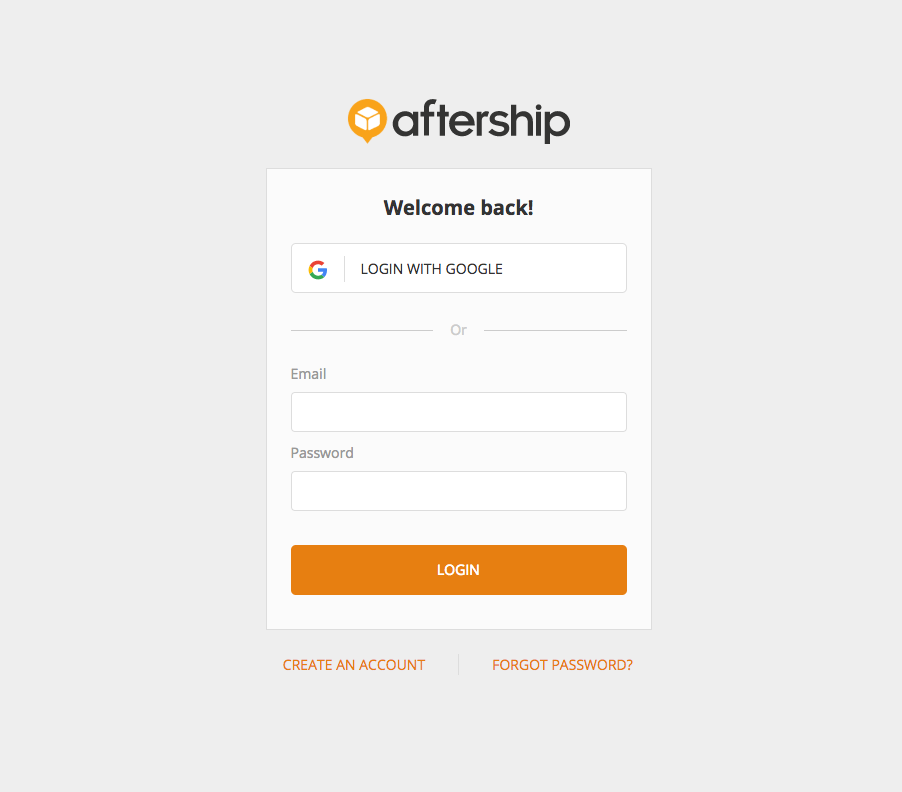 aftership
Welcome back!
LOGIN WITH GOOGLE
Or
Email
Password
LOGIN
CREATE AN ACCOUNT
FORGOT PASSWORD?